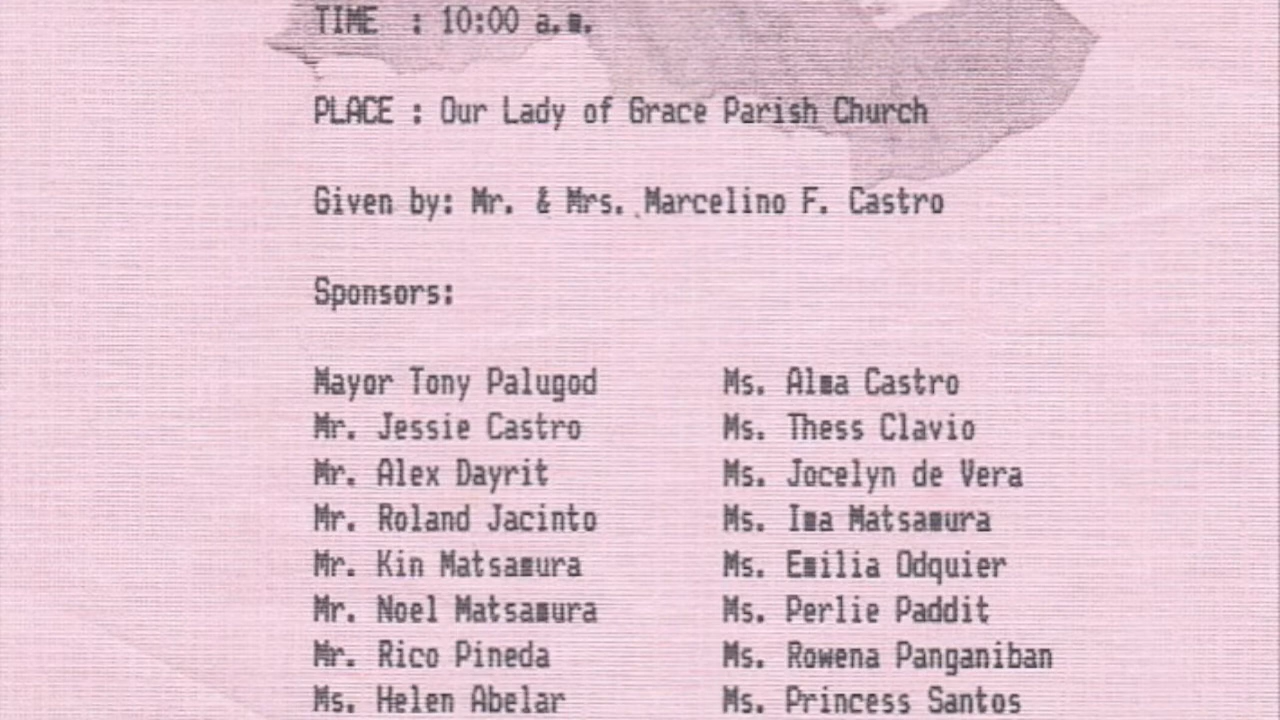 TIME : 10:00 a.m.
PLACE : Our Lady of Grace Parish Church
Given by: Mr. & Mrs. Marcelino F. Castro
Sponsors:
Mayor Tony Palugod Ms. Alma Castro
Mr. Jessie Castro Ms. Thess Clavio
Mr. Alex Dayrit Ms. Jocelyn de Vera
Mr. Roland Jacinto Ms. Ima Matsamura
Mr. Kin Matsamura Ms. Emilia Odquier
Mr. Noel Matsamura Ms. Perlie Paddit
Mr. Rico Pineda Ms. Rowena Panganiban
Ms. Helen Abelar Ms. Princess Santos